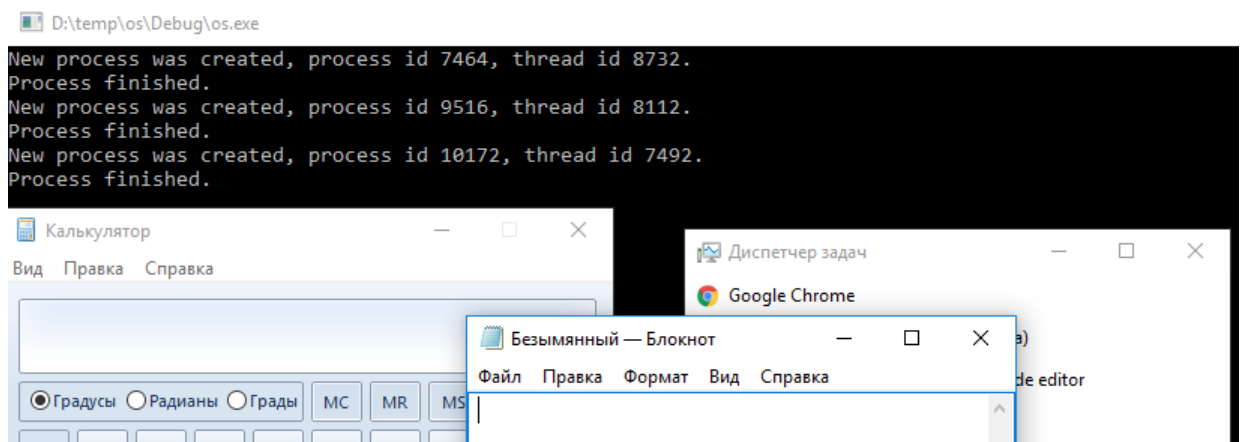 D:\temp\os\Debug\os.exe
New process was created, process id 7464, thread id 8732.
Process finished.
New process was created, process id 9516, thread id 8112.
Process finished.
New process was created, process id 10172, thread id 7492.
Process finished.
Калькулятор
Вид Правка Справка
Градусы Радианы Грады MC MR MS
Диспетчер задач
Google Chrome
а)
de editor
Безымянный — Блокнот
Файл Правка Формат Вид Справка